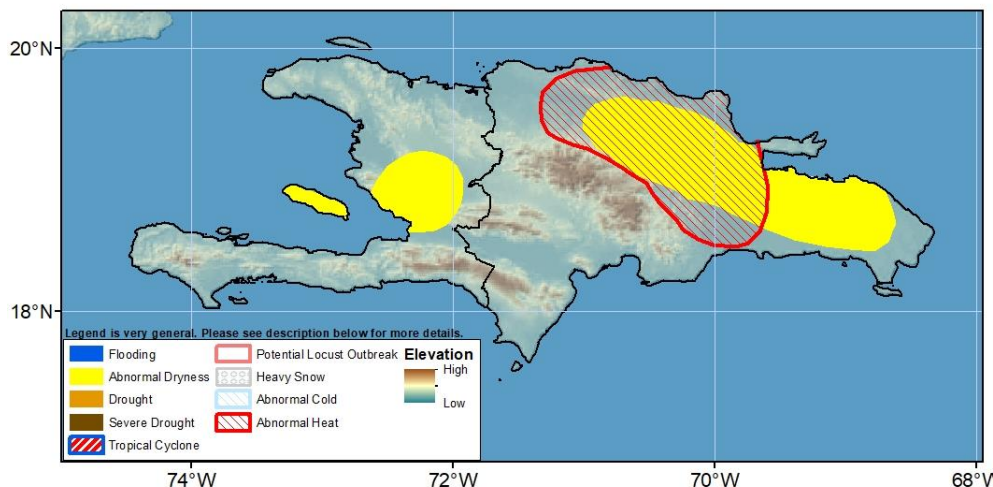 20°N
18°N
Legend is very general. Please see description below for more details.
Flooding
Abnormal Dryness
Drought
Severe Drought
Tropical Cyclone
Potential Locust Outbreak
Heavy Snow
Abnormal Cold
Abnormal Heat
Elevation
High
Low
74°W 72°W 70°W 68°W